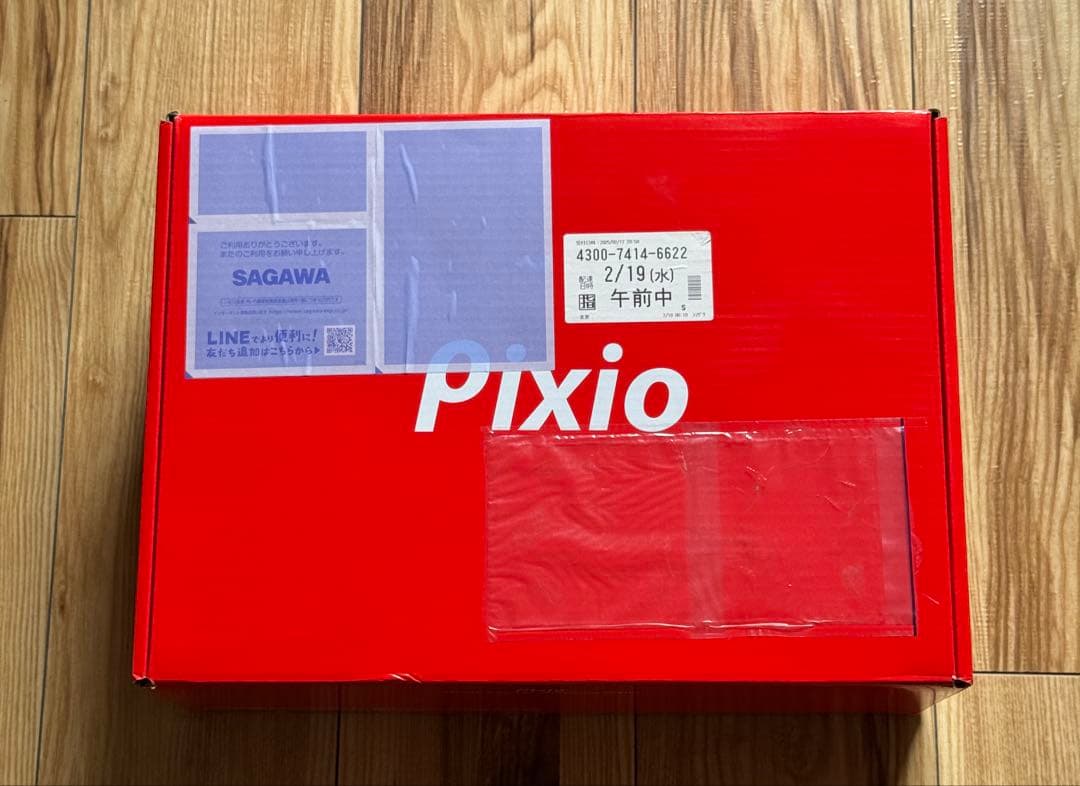 ご利用ありがとうございます。
またのご利用をお願い申し上げます。
SAGAWA
LINEでより便利に!
友だち追加はこちらから▶
4300-7414-6622
配達
日時
2/19(水)
指
午前中
S
Pixio